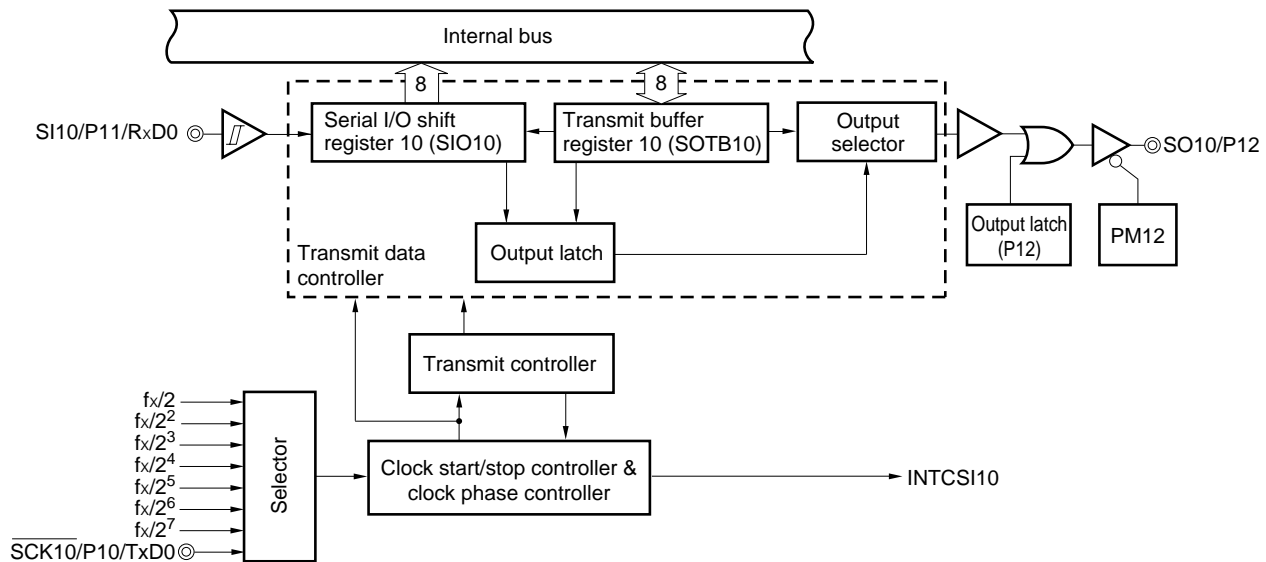 Internal bus
8
8
SI10/P11/RxD0
Serial I/O shift
register 10 (SIO10)
Transmit buffer
register 10 (SOTB10)
Output
selector
SO10/P12
Output latch
(P12)
PM12
Transmit data
controller
Output latch
Transmit controller
fx/2
fx/2²
fx/2³
fx/2⁴
fx/2⁵
fx/2⁶
fx/2⁷
S̅C̅K̅1̅0̅/P10/TxD0
Selector
Clock start/stop controller &
clock phase controller
INTCSI10